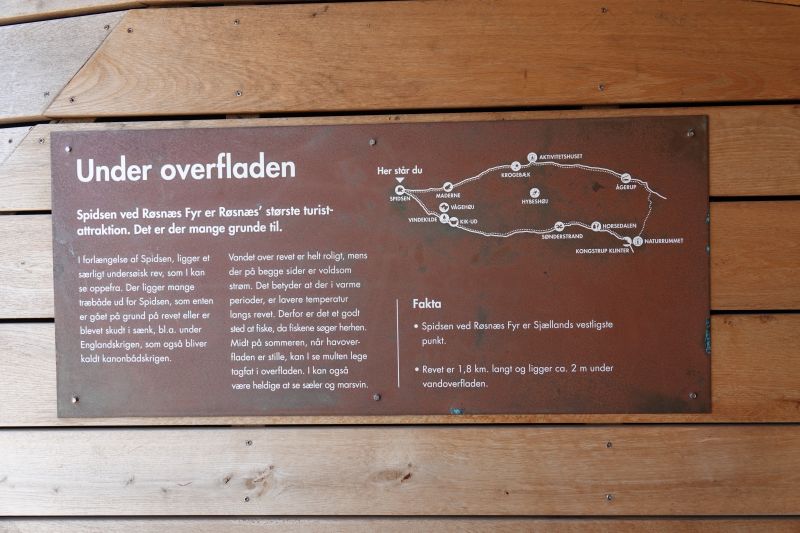 Under overfladen
Spidsen ved Røsnæs Fyr er Røsnæs' største turist-
attraktion. Det er der mange grunde til.
I forlængelse af Spidsen, ligger et
særligt undersøisk rev, som I kan
se oppefra. Der ligger mange
træbåde ud for Spidsen, som enten
er gået på grund på revet eller er
blevet skudt i sænk, bl.a. under
Englandskrigen, som også bliver
kaldt kanonbådskrigen.
Vandet over revet er helt roligt, mens
der på begge sider er voldsom
strøm. Det betyder at der i varme
perioder, er lavere temperatur
langs revet. Derfor er det et godt
sted at fiske, da fiskene søger herhen.
Midt på sommeren, når havover-
fladen er stille, kan I se multen lege
tagfat i overfladen. I kan også
være heldige at se sæler og marsvin.
Her står du
SPIDSEN
MADERNE
VÅGEHØJ
VINDEKILDE
KIK-UD
KROGEBÆK
AKTIVITETSHUSET
HYBESHØJ
ÅGERUP
SØNDERSTRAND
HORSEDALEN
NATURRUMMET
KONGSTRUP KLINTER
Fakta
• Spidsen ved Røsnæs Fyr er Sjællands vestligste
punkt.
• Revet er 1,8 km. langt og ligger ca. 2 m under
vandoverfladen.